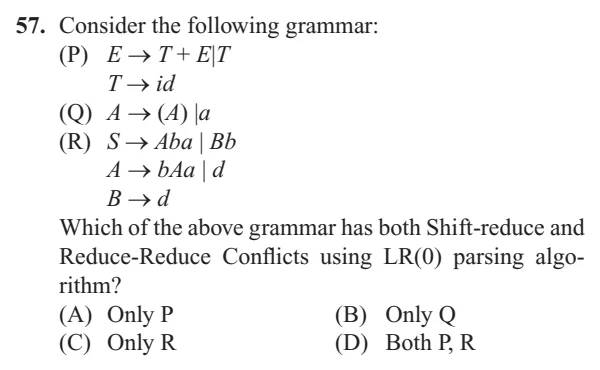 57. Consider the following grammar:
(P) E → T + E|T
T → id
(Q) A → (A) |a
(R) S → Aba | Bb
A → bAa | d
B → d
Which of the above grammar has both Shift-reduce and
Reduce-Reduce Conflicts using LR(0) parsing algo-
rithm?
(A) Only P (B) Only Q
(C) Only R (D) Both P, R